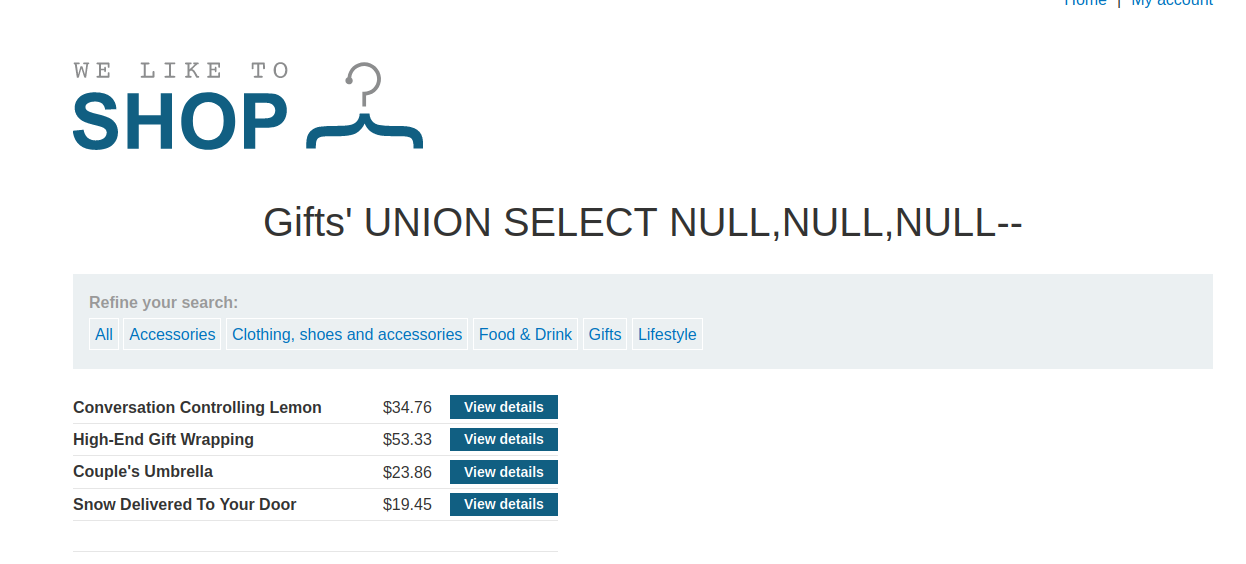 Home | My account
WE LIKE TO
SHOP
Gifts' UNION SELECT NULL,NULL,NULL--
Refine your search:
All Accessories Clothing, shoes and accessories Food & Drink Gifts Lifestyle
Conversation Controlling Lemon $34.76 View details
High-End Gift Wrapping $53.33 View details
Couple's Umbrella $23.86 View details
Snow Delivered To Your Door $19.45 View details